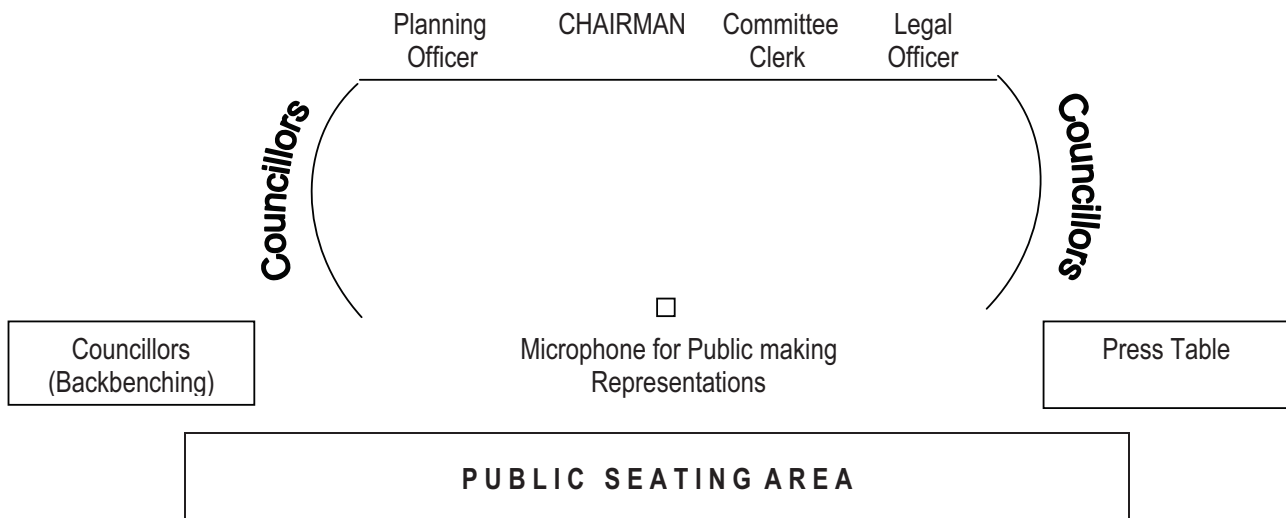 Planning
Officer
CHAIRMAN
Committee
Clerk
Legal
Officer
Councillors
Councillors
Councillors
(Backbenching)
Microphone for Public making
Representations
Press Table
PUBLIC SEATING AREA